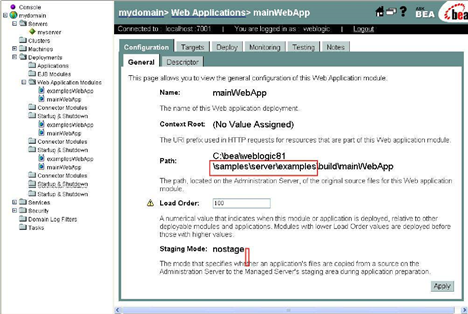 Console
mydomain
Servers
myserver
Clusters
Machines
Deployments
Applications
EJB Modules
Web Application Modules
examplesWebApp
mainWebApp
Connector Modules
Startup & Shutdown
examplesWebApp
mainWebApp
Connector Modules
Startup & Shutdown
examplesWebApp
mainWebApp
Connector Modules
Startup & Shutdown
Startup & Shutdown
Connector Modules
Startup & Shutdown
Services
Security
Domain Log Filters
Tasks
mydomain> Web Applications> mainWebApp
ASK
BEA
bea
Connected to localhost :7001 You are logged in as : weblogic Logout
Configuration Targets Deploy Monitoring Testing Notes
General Descriptor
This page allows you to view the general configuration of this Web Application module.
Name: mainWebApp
The name of this Web application deployment.
Context Root: (No Value Assigned)
The URI prefix used in HTTP requests for resources that are part of this Web Application module.
Path: C:\bea\weblogic81
\samples\server\examples\build\mainWebApp
The path, located on the Administration Server, of the original source files for this Web application
module.
Load Order: 100
A numerical value that indicates when this module or application is deployed, relative to other
deployable modules and applications. Modules with lower Load Order values are deployed before
those with higher values.
Staging Mode: nostage
The mode that specifies whether an application's files are copied from a source on the
Administration Server to the Managed Server's staging area during application preparation.
Apply